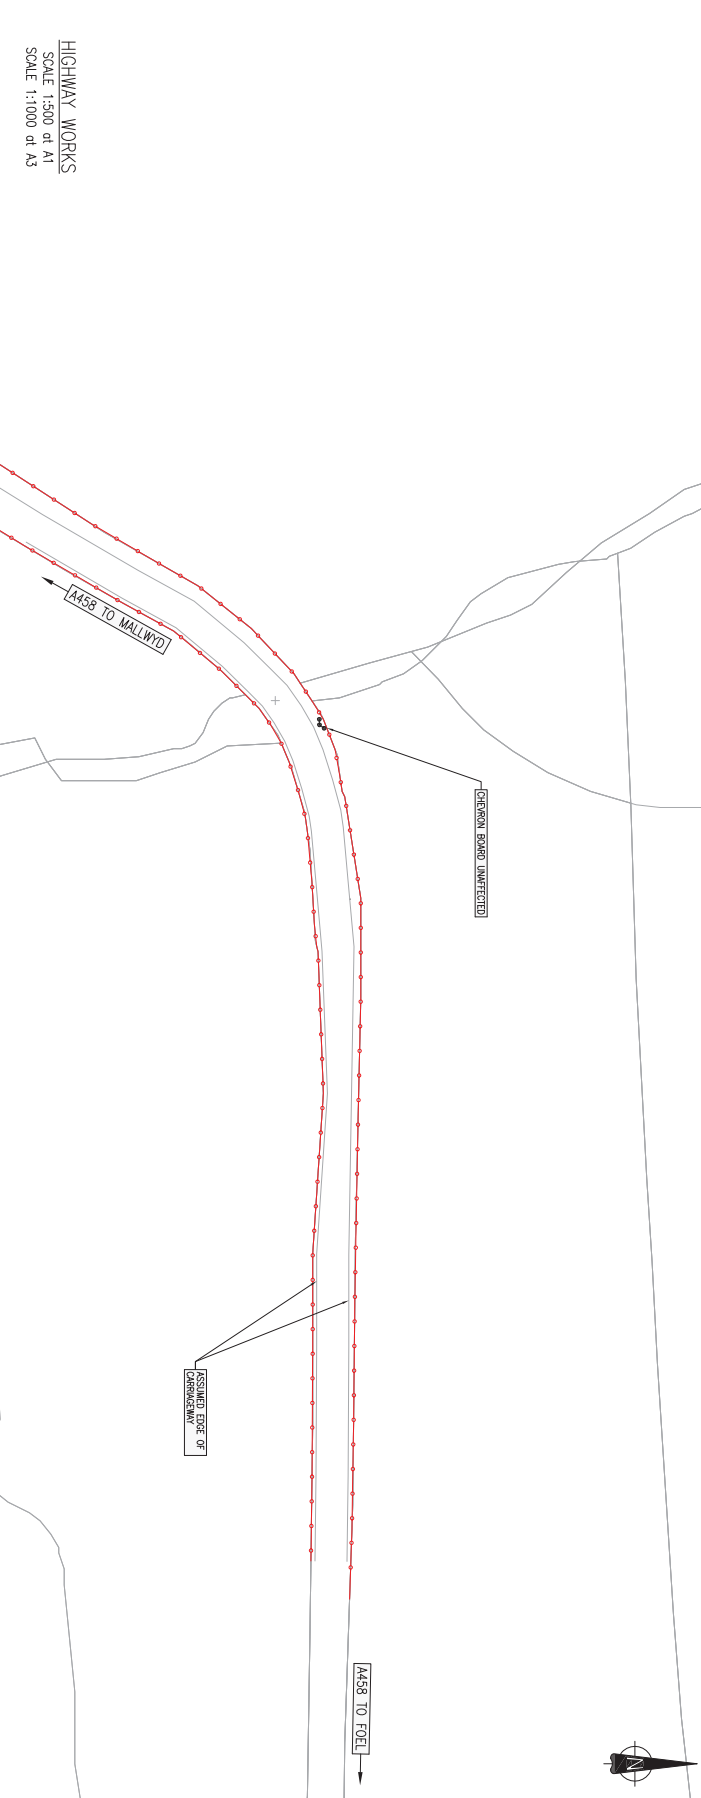 HIGHWAY WORKS
SCALE 1:500 at A1
SCALE 1:1000 at A3
A458 TO MALLWYD
CHEVRON BOARD UNAFFECTED
ASSUMED EDGE OF
CARRIAGEWAY
A458 TO FOEL
N